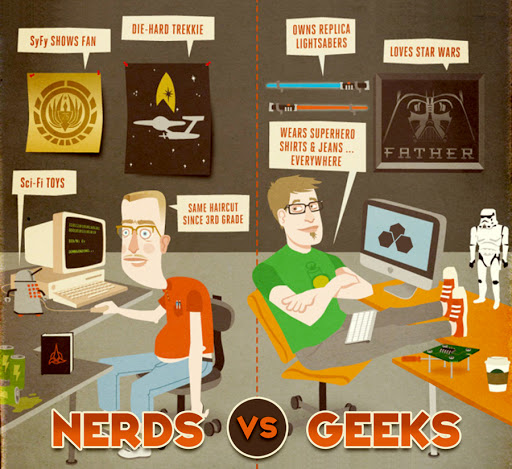 SyFy SHOWS FAN
DIE-HARD TREKKIE
Sci-Fi TOYS
SAME HAIRCUT
SINCE 3RD GRADE
OWNS REPLICA
LIGHTSABERS
LOVES STAR WARS
FATHER
WEARS SUPERHERO
SHIRTS & JEANS ...
EVERYWHERE
NERDS VS GEEKS